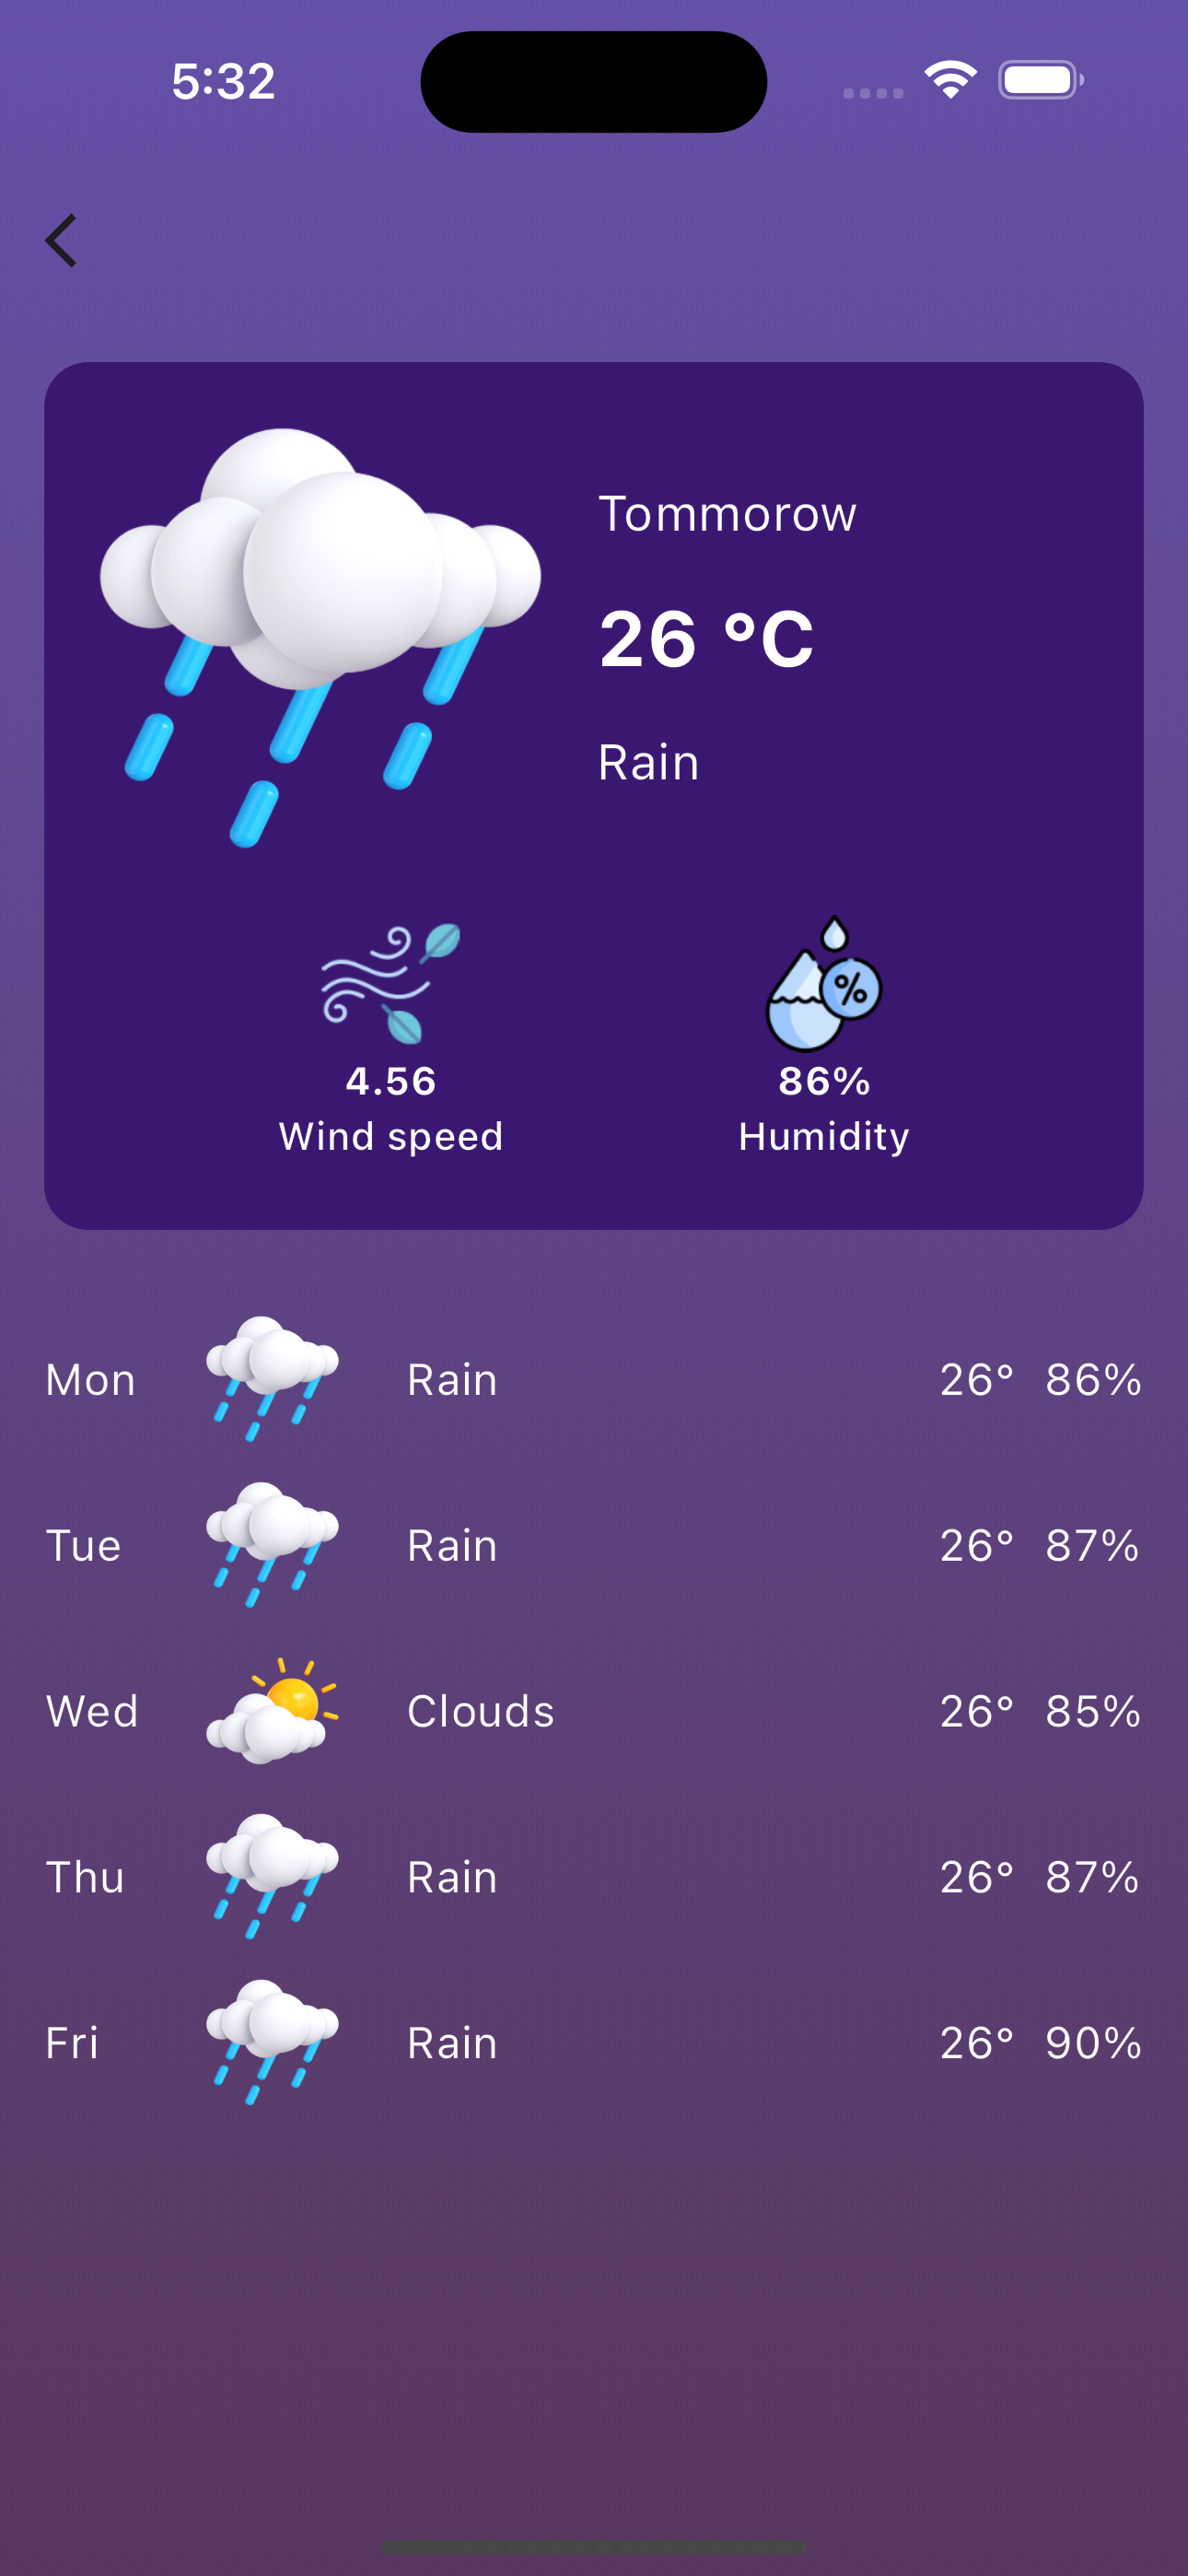 5:32
Tommorow
26 °C
Rain
%
4.56
86%
Wind speed
Humidity
Mon Rain 26° 86%
Tue Rain 26° 87%
Wed Clouds 26° 85%
Thu Rain 26° 87%
Fri Rain 26° 90%